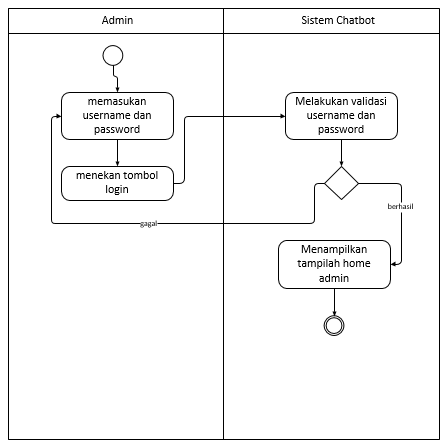 Admin
Sistem Chatbot
memasukan
username dan
password
Melakukan validasi
username dan
password
menekan tombol
login
berhasil
gagal
Menampilkan
tampilah home
admin